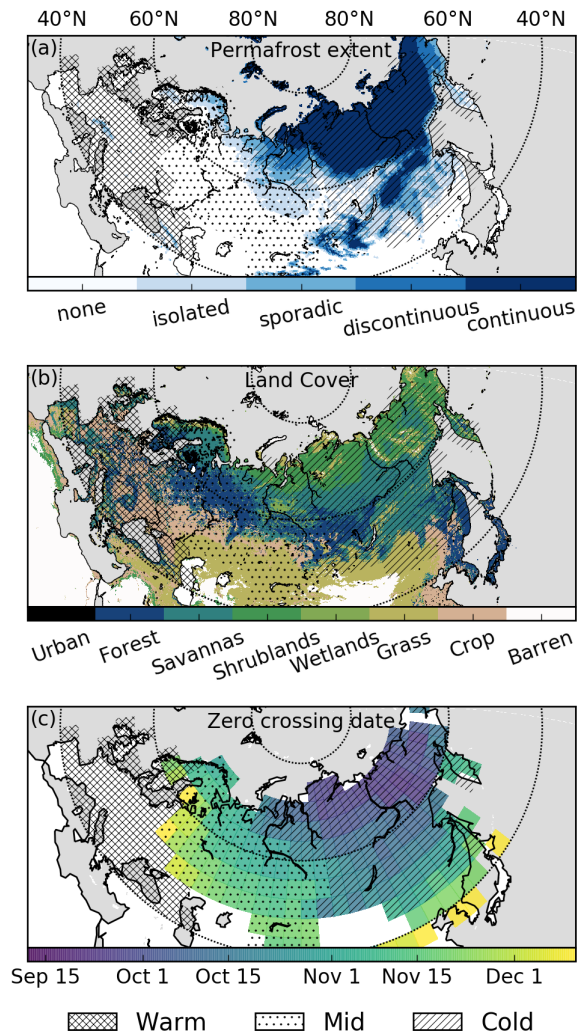 40°N 60°N 80°N 80°N 60°N 40°N
(a) Permafrost extent
none isolated sporadic discontinuous continuous
(b) Land Cover
Urban Forest Savannas Shrublands Wetlands Grass Crop Barren
(c) Zero crossing date
Sep 15 Oct 1 Oct 15 Nov 1 Nov 15 Dec 1
Warm Mid Cold